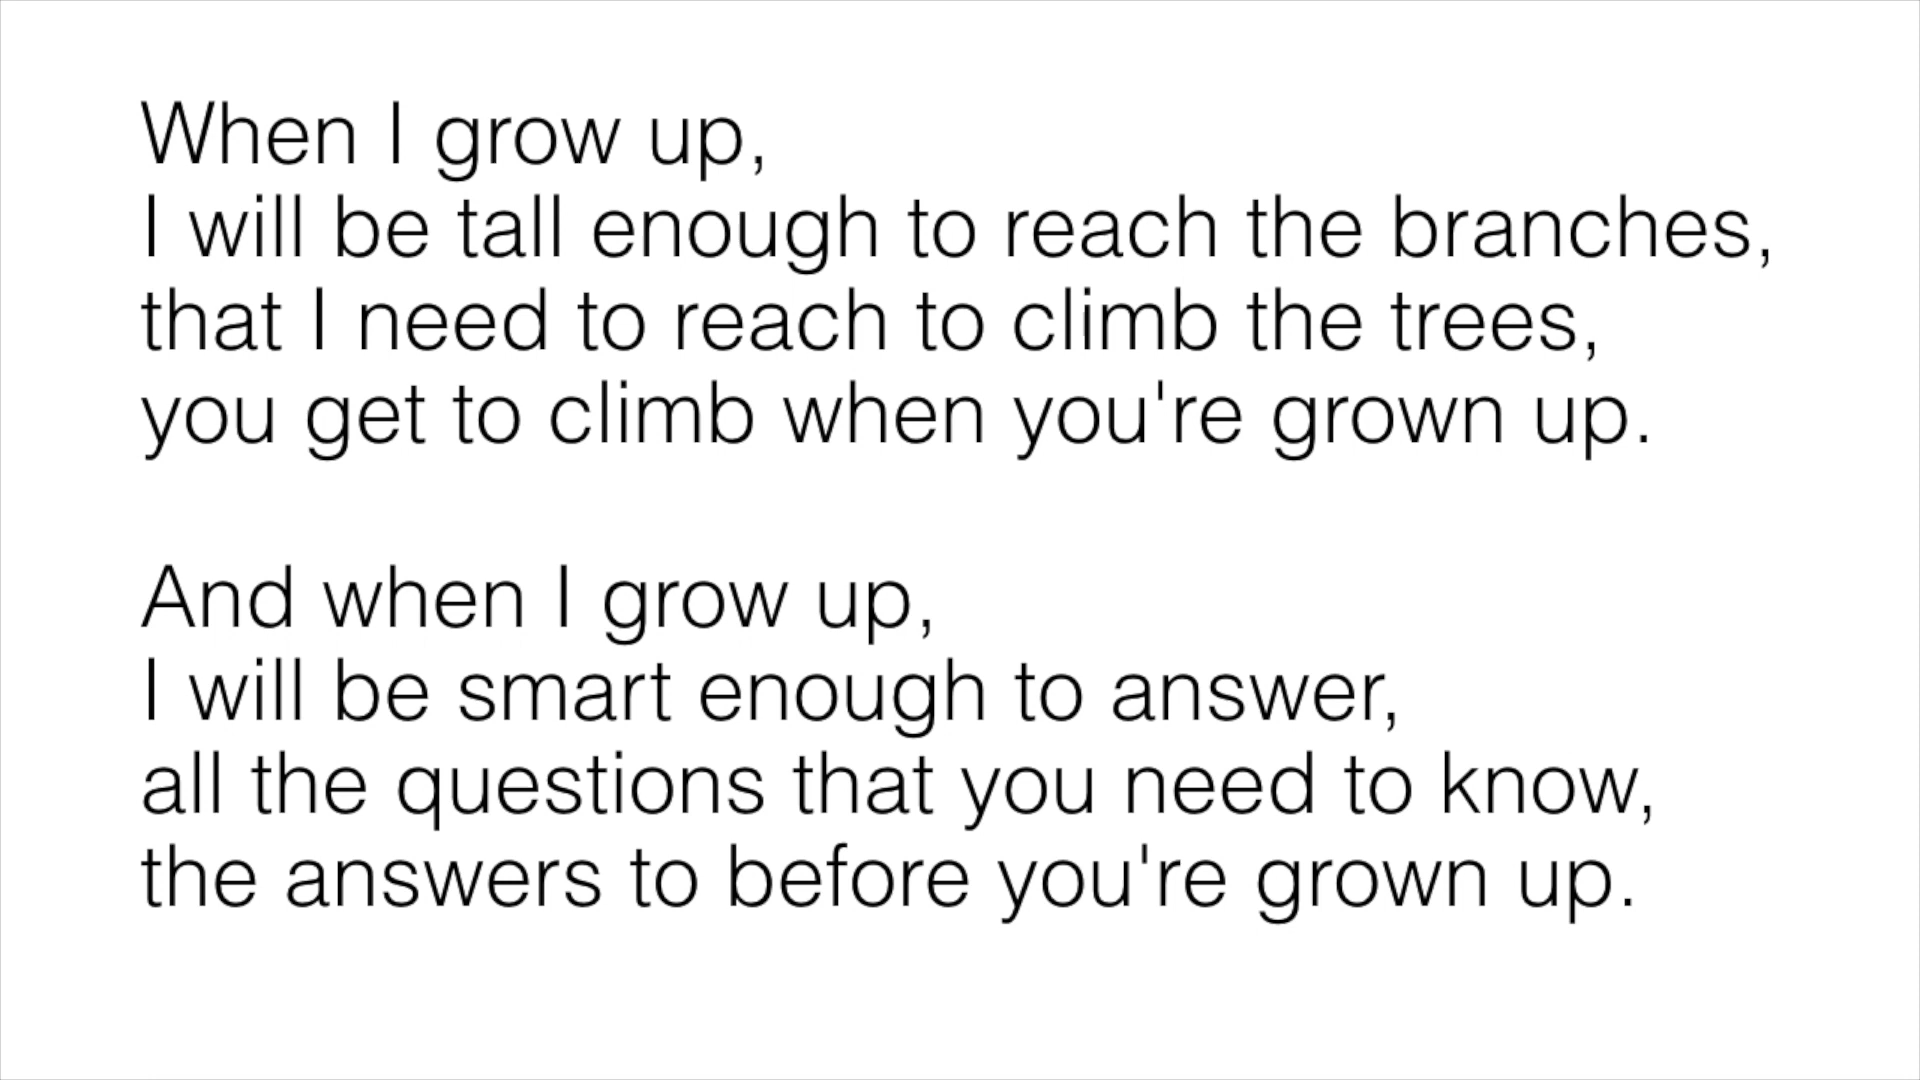 When I grow up,
I will be tall enough to reach the branches,
that I need to reach to climb the trees,
you get to climb when you're grown up.

And when I grow up,
I will be smart enough to answer,
all the questions that you need to know,
the answers to before you're grown up.